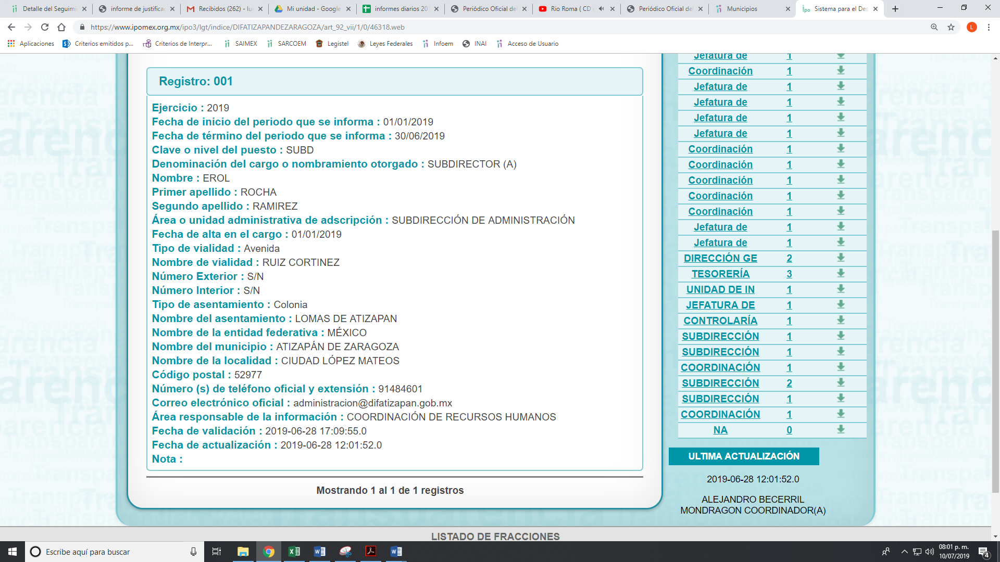 Detalle del Seguimi
informe de justifica
Recibidos (262) - lui
Mi unidad - Google
informes diarios 201
Periódico Oficial del
Rio Roma ( CD
Periódico Oficial del
Municipios
Sistema para el Des
https://www.ipomex.org.mx/ipo3/lgt/indice/DIFATIZAPANDEZARAGOZA/art_92_vii/1/0/46318.web
L
Aplicaciones
Criterios emitidos p...
Criterios de Interpr...
SAIMEX
SARCOEM
Legistel
Leyes Federales
Infoem
INAI
Acceso de Usuario
Registro: 001
Ejercicio : 2019
Fecha de inicio del periodo que se informa : 01/01/2019
Fecha de término del periodo que se informa : 30/06/2019
Clave o nivel del puesto : SUBD
Denominación del cargo o nombramiento otorgado : SUBDIRECTOR (A)
Nombre : EROL
Primer apellido : ROCHA
Segundo apellido : RAMIREZ
Área o unidad administrativa de adscripción : SUBDIRECCIÓN DE ADMINISTRACIÓN
Fecha de alta en el cargo : 01/01/2019
Tipo de vialidad : Avenida
Nombre de vialidad : RUIZ CORTINEZ
Número Exterior : S/N
Número Interior : S/N
Tipo de asentamiento : Colonia
Nombre del asentamiento : LOMAS DE ATIZAPAN
Nombre de la entidad federativa : MÉXICO
Nombre del municipio : ATIZAPÁN DE ZARAGOZA
Nombre de la localidad : CIUDAD LÓPEZ MATEOS
Código postal : 52977
Número (s) de teléfono oficial y extensión : 91484601
Correo electrónico oficial : administracion@difatizapan.gob.mx
Área responsable de la información : COORDINACIÓN DE RECURSOS HUMANOS
Fecha de validación : 2019-06-28 17:09:55.0
Fecha de actualización : 2019-06-28 12:01:52.0
Nota :
Mostrando 1 al 1 de 1 registros
Jefatura de 1
Coordinación 1
Jefatura de 1
Jefatura de 1
Jefatura de 1
Jefatura de 1
Coordinación 1
Coordinación 1
Coordinación 1
Coordinación 1
Coordinación 1
Jefatura de 1
Jefatura de 1
DIRECCIÓN GE 2
TESORERÍA 3
UNIDAD DE IN 1
JEFATURA DE 1
CONTROLARÍA 1
SUBDIRECCIÓN 1
SUBDIRECCIÓN 1
COORDINACIÓN 1
SUBDIRECCIÓN 2
SUBDIRECCIÓN 1
COORDINACIÓN 1
NA 0
ULTIMA ACTUALIZACIÓN
2019-06-28 12:01:52.0
ALEJANDRO BECERRIL
MONDRAGON COORDINADOR(A)
LISTADO DE FRACCIONES
Escribe aquí para buscar
08:01 p. m.
10/07/2019
4